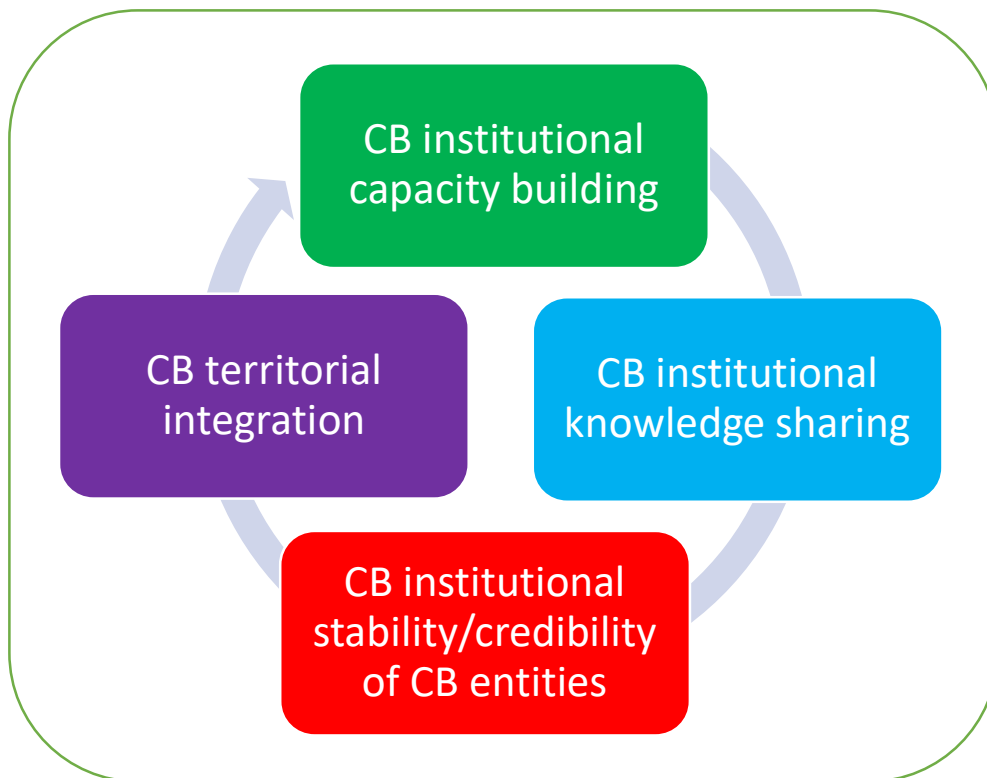 CB institutional
capacity building
CB territorial
integration
CB institutional
knowledge sharing
CB institutional
stability/credibility
of CB entities